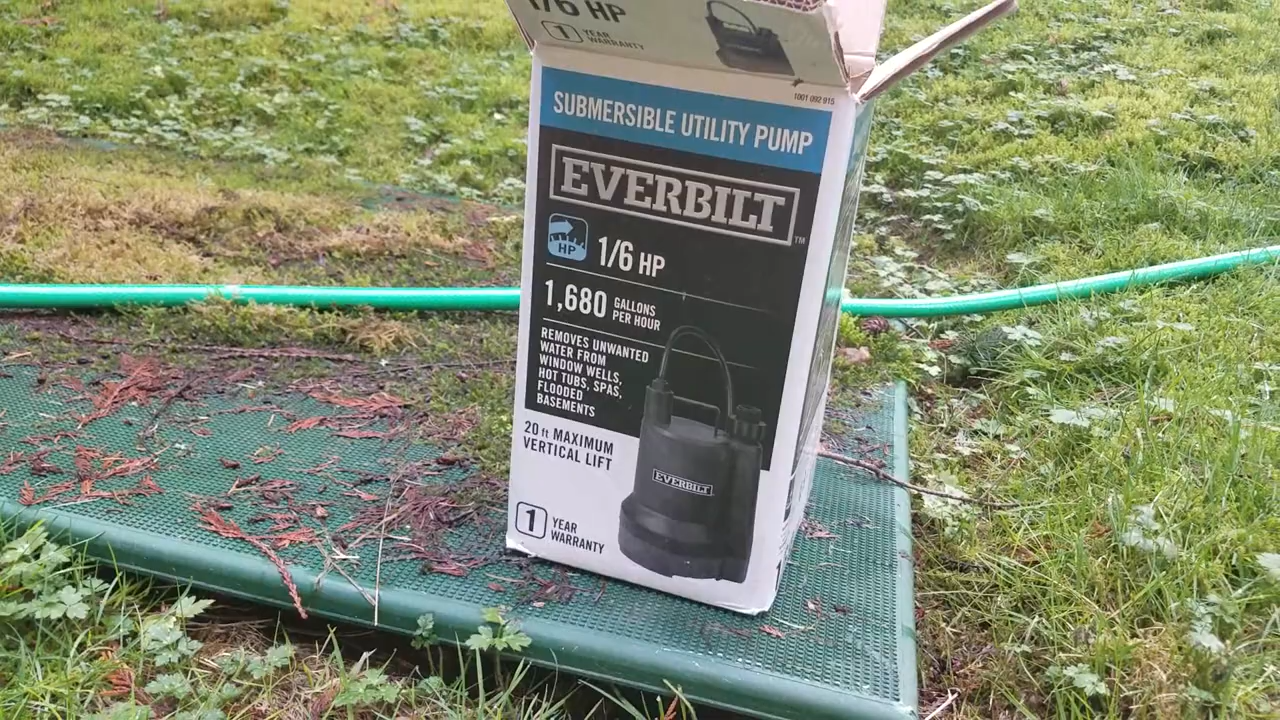 1/6 HP
1 YEAR
WARRANTY
1001 092 915
SUBMERSIBLE UTILITY PUMP
EVERBILT™
HP
1/6 HP
1,680 GALLONS
PER HOUR
REMOVES UNWANTED
WATER FROM
WINDOW WELLS,
HOT TUBS, SPAS,
FLOODED
BASEMENTS
20 ft MAXIMUM
VERTICAL LIFT
EVERBILT
1 YEAR
WARRANTY